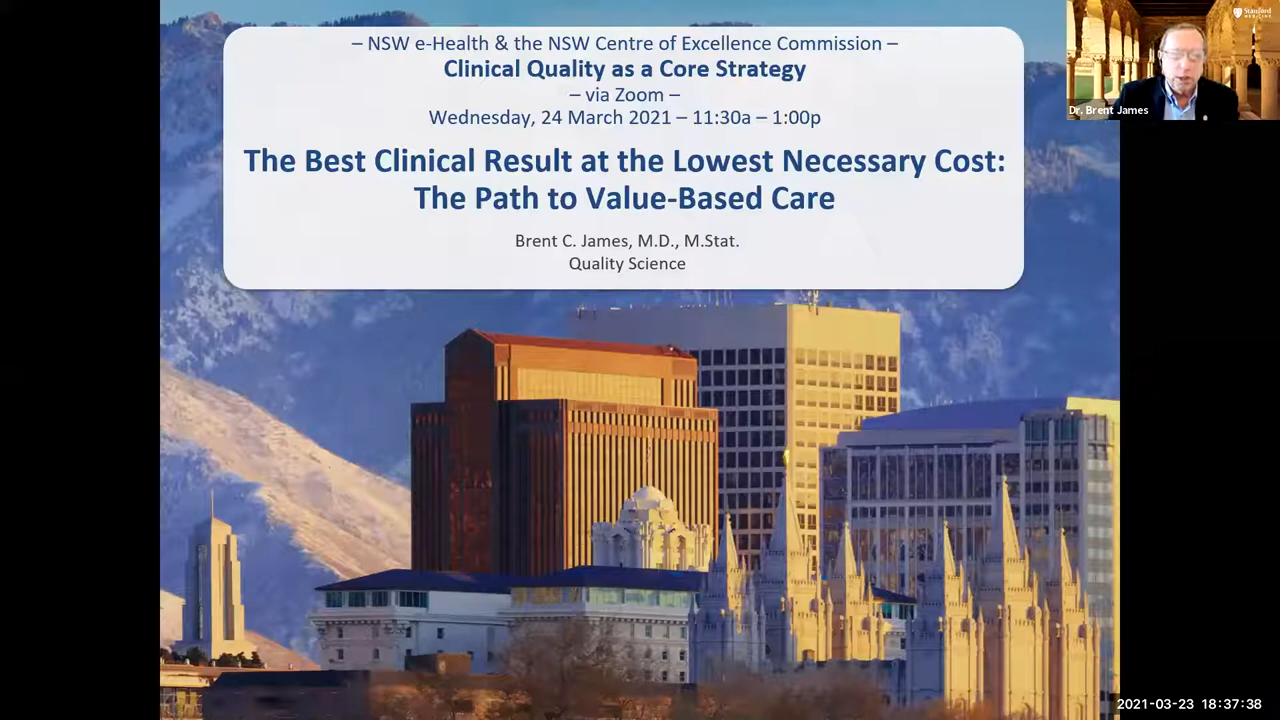 – NSW e-Health & the NSW Centre of Excellence Commission –
Clinical Quality as a Core Strategy
– via Zoom –
Wednesday, 24 March 2021 – 11:30a – 1:00p
The Best Clinical Result at the Lowest Necessary Cost:
The Path to Value-Based Care
Brent C. James, M.D., M.Stat.
Quality Science
Stanford
MEDICINE
Dr. Brent James
2021-03-23 18:37:38